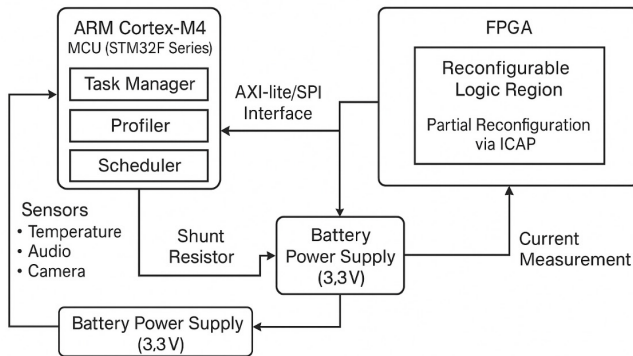 ARM Cortex-M4
MCU (STM32F Series)
Task Manager
Profiler
Scheduler
AXI-lite/SPI
Interface
FPGA
Reconfigurable
Logic Region
Partial Reconfiguration
via ICAP
Sensors
• Temperature
• Audio
• Camera
Shunt
Resistor
Battery
Power Supply
(3,3 V)
Current
Measurement
Battery Power Supply
(3,3 V)